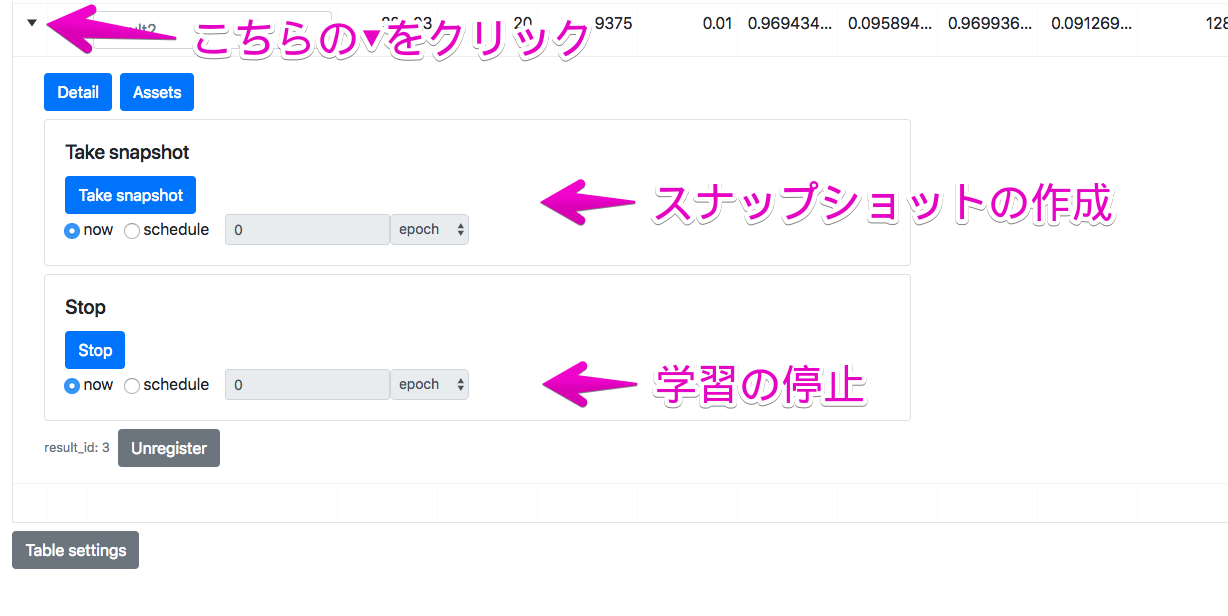 20 9375 0.01 0.969434... 0.095894... 0.969936... 0.091269... 128
こちらの▼をクリック
Detail Assets
Take snapshot
Take snapshot
スナップショットの作成
now schedule 0 epoch
Stop
Stop
now schedule 0 epoch
学習の停止
result_id: 3 Unregister
Table settings